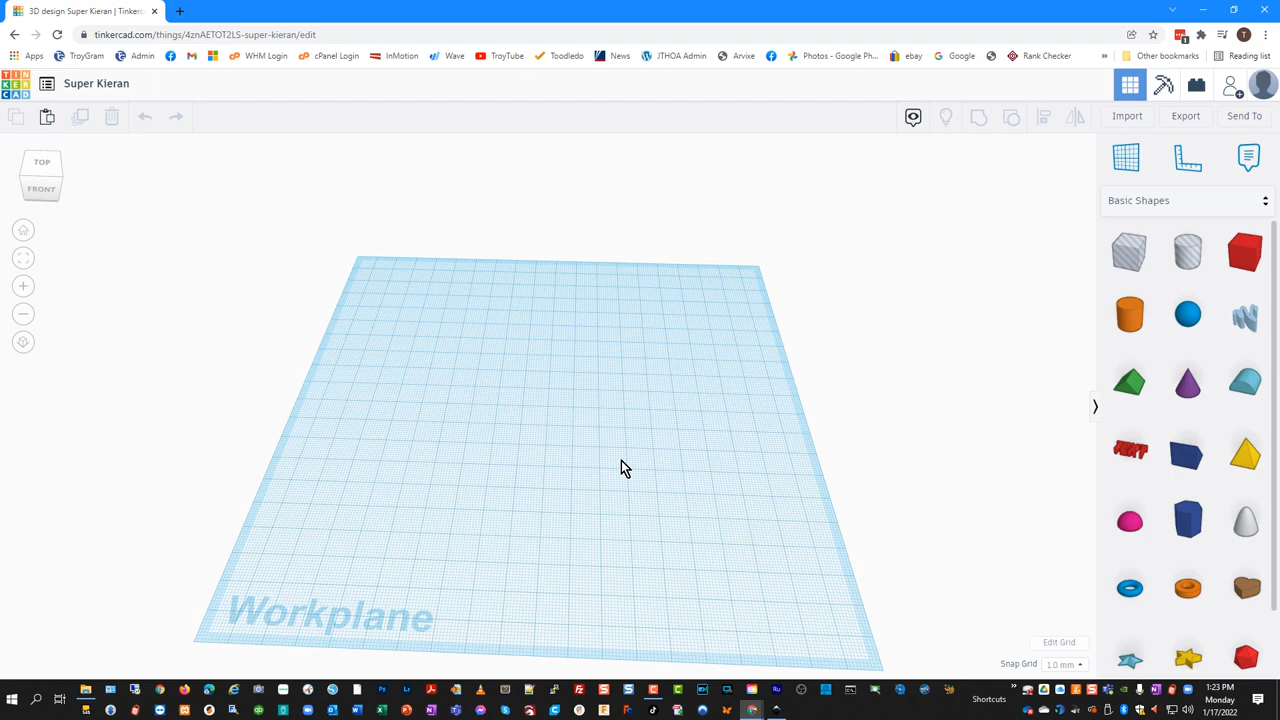 3D design Super Kieran | Tinkerc
tinkercad.com/things/4znAETOT2LS-super-kieran/edit
Apps TroyGram Admin WHM Login cPanel Login InMotion Wave TroyTube Toodledo News JTHOA Admin Arvixe Photos - Google Ph... ebay Google Rank Checker » Other bookmarks Reading list
TIN KER CAD
Super Kieran
Import Export Send To
TOP
FRONT
Basic Shapes
TEXT
Workplane
Edit Grid
Snap Grid 1.0 mm
Shortcuts
1:23 PM
Monday
1/17/2022